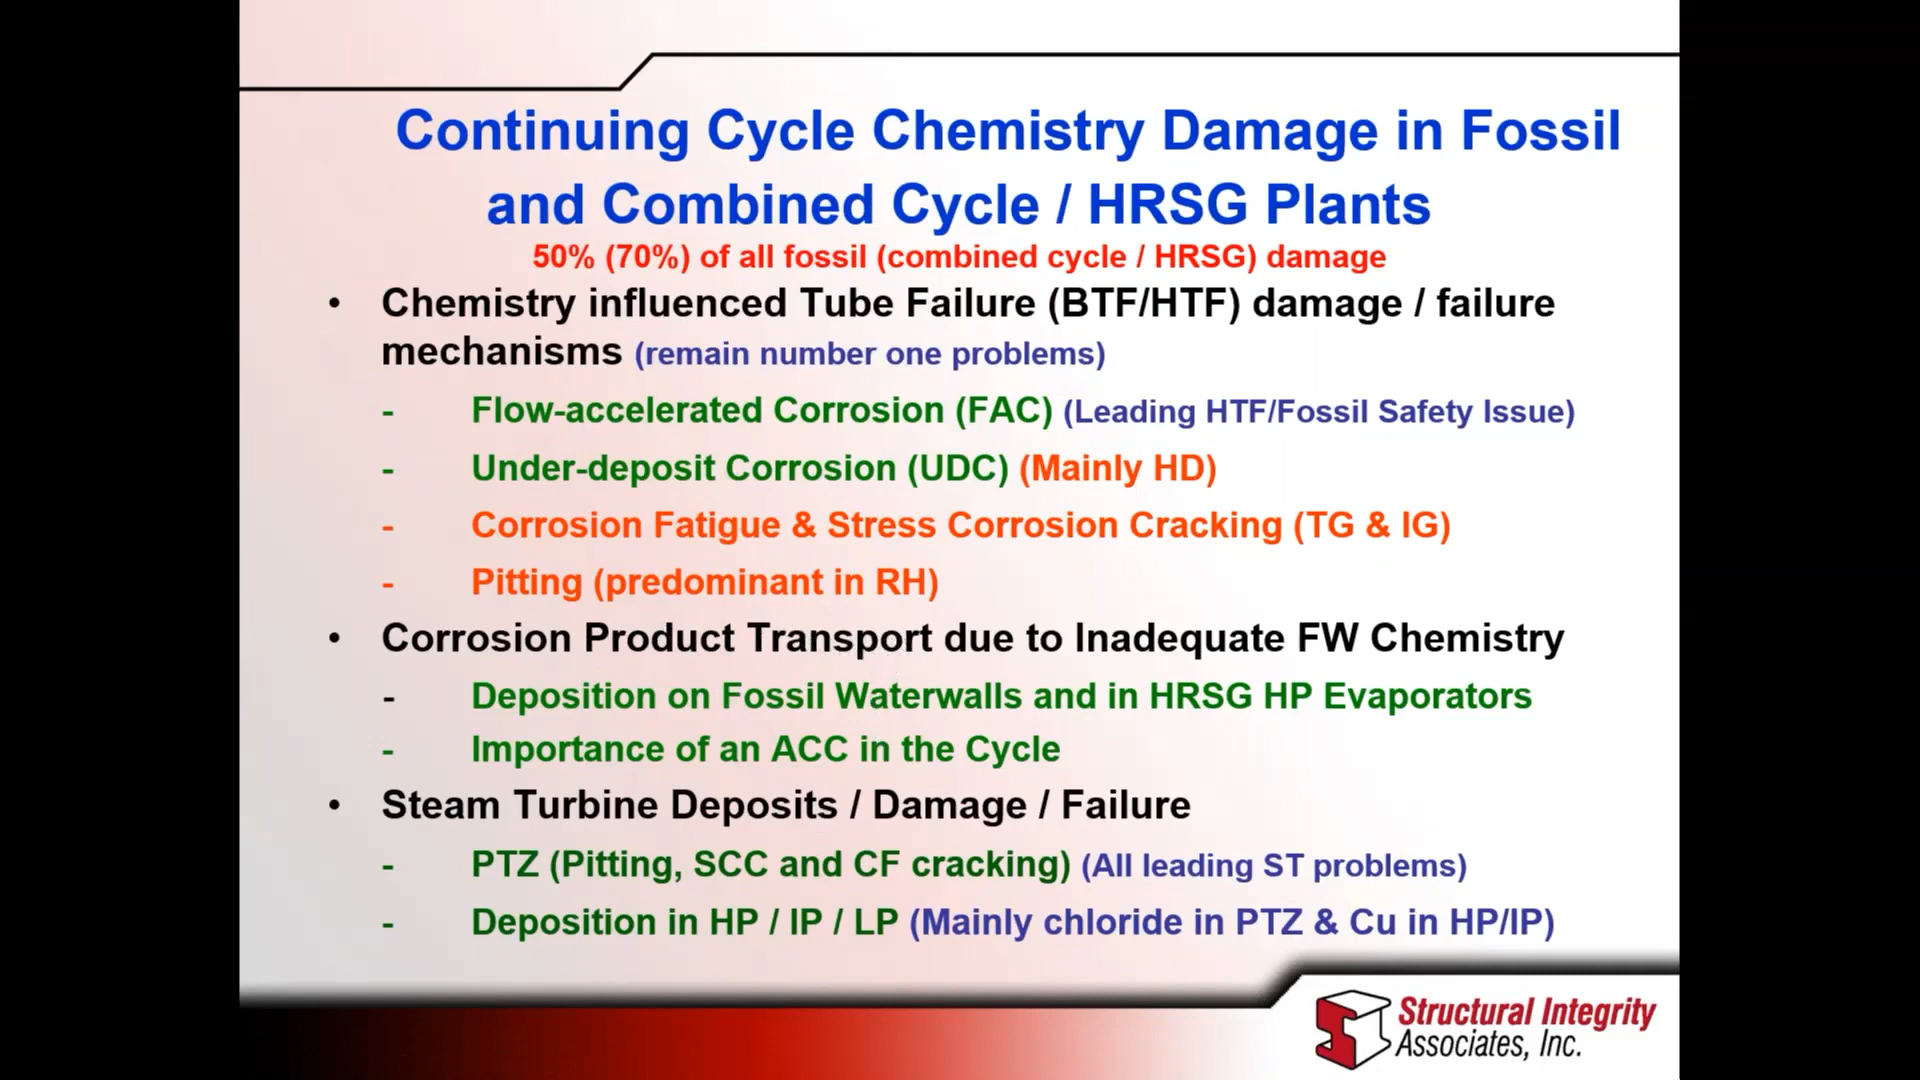 Continuing Cycle Chemistry Damage in Fossil
and Combined Cycle / HRSG Plants
50% (70%) of all fossil (combined cycle / HRSG) damage
• Chemistry influenced Tube Failure (BTF/HTF) damage / failure
mechanisms (remain number one problems)
- Flow-accelerated Corrosion (FAC) (Leading HTF/Fossil Safety Issue)
- Under-deposit Corrosion (UDC) (Mainly HD)
- Corrosion Fatigue & Stress Corrosion Cracking (TG & IG)
- Pitting (predominant in RH)
• Corrosion Product Transport due to Inadequate FW Chemistry
- Deposition on Fossil Waterwalls and in HRSG HP Evaporators
- Importance of an ACC in the Cycle
• Steam Turbine Deposits / Damage / Failure
- PTZ (Pitting, SCC and CF cracking) (All leading ST problems)
- Deposition in HP / IP / LP (Mainly chloride in PTZ & Cu in HP/IP)
Structural Integrity
Associates, Inc.